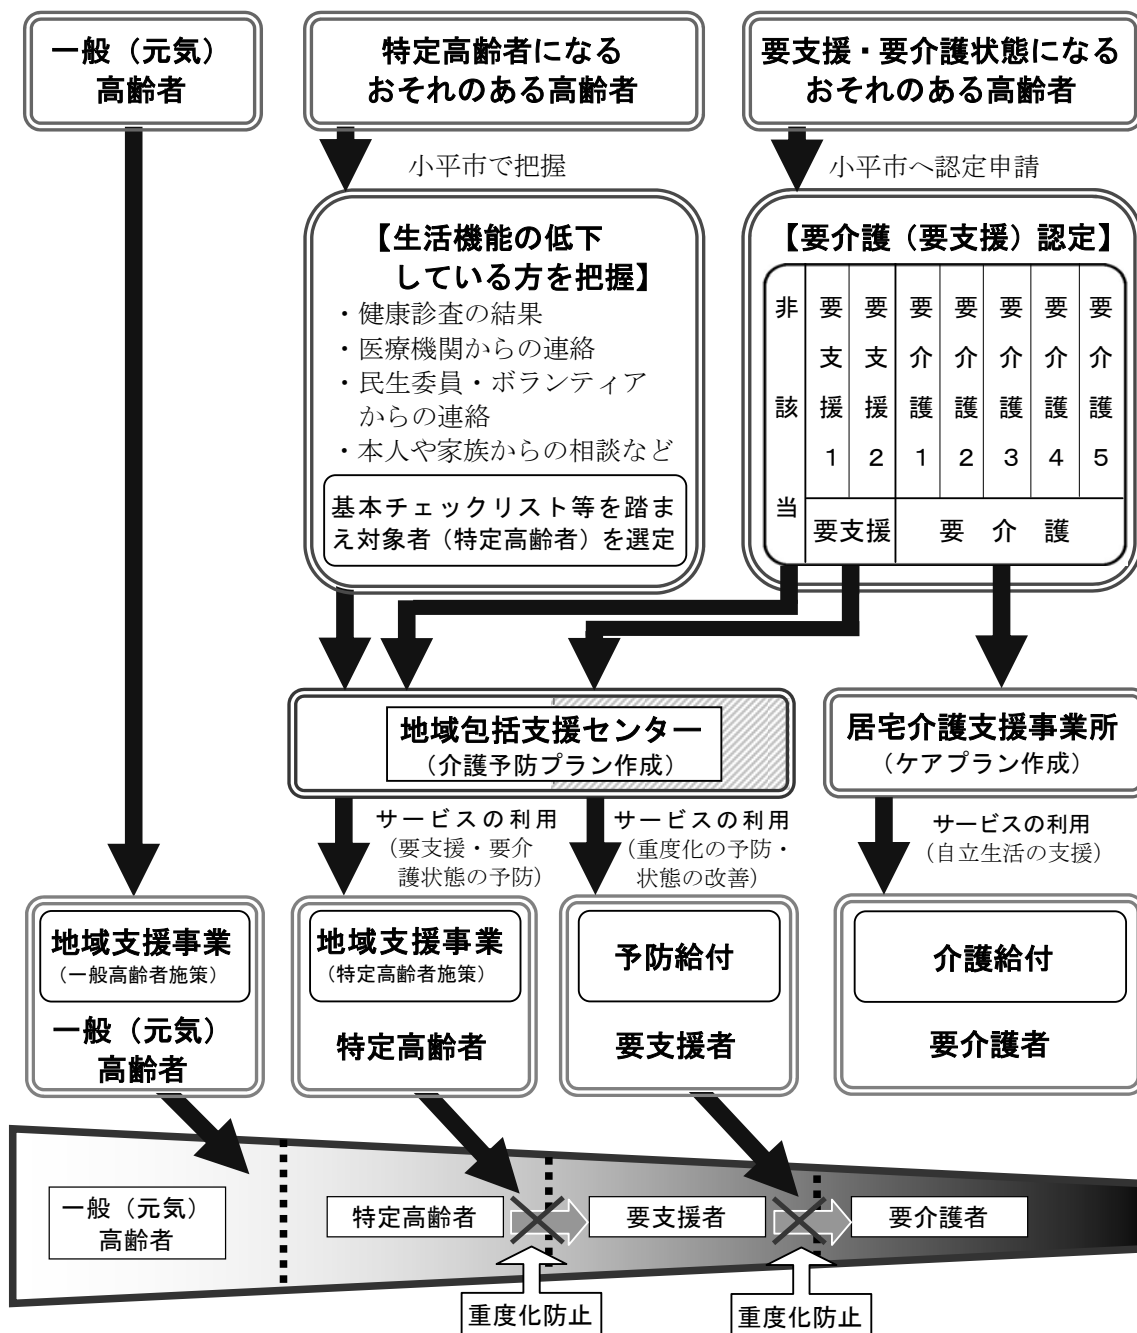 一般（元気）
高齢者
特定高齢者になる
おそれのある高齢者
要支援・要介護状態になる
おそれのある高齢者
小平市で把握
小平市へ認定申請
【生活機能の低下
している方を把握】
・健康診査の結果
・医療機関からの連絡
・民生委員・ボランティア
からの連絡
・本人や家族からの相談など
基本チェックリスト等を踏ま
え対象者（特定高齢者）を選定
【要介護（要支援）認定】
非該当
要支援1
要支援2
要介護1
要介護2
要介護3
要介護4
要介護5
要支援
要介護
地域包括支援センター
（介護予防プラン作成）
居宅介護支援事業所
（ケアプラン作成）
サービスの利用
（要支援・要介
護状態の予防）
サービスの利用
（重度化の予防・
状態の改善）
サービスの利用
（自立生活の支援）
地域支援事業
（一般高齢者施策）
一般（元気）
高齢者
地域支援事業
（特定高齢者施策）
特定高齢者
予防給付
要支援者
介護給付
要介護者
一般（元気）
高齢者
特定高齢者
要支援者
要介護者
重度化防止
重度化防止